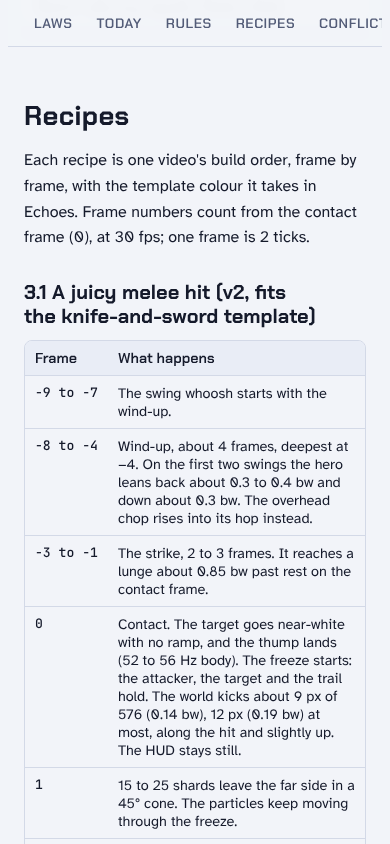 LAWS TODAY RULES RECIPES CONFLICT
Recipes
Each recipe is one video's build order, frame by
frame, with the template colour it takes in
Echoes. Frame numbers count from the contact
frame (0), at 30 fps; one frame is 2 ticks.
3.1 A juicy melee hit (v2, fits
the knife-and-sword template)
Frame What happens
-9 to -7 The swing whoosh starts with the
wind-up.
-8 to -4 Wind-up, about 4 frames, deepest at
−4. On the first two swings the hero
leans back about 0.3 to 0.4 bw and
down about 0.3 bw. The overhead
chop rises into its hop instead.
-3 to -1 The strike, 2 to 3 frames. It reaches a
lunge about 0.85 bw past rest on the
contact frame.
0 Contact. The target goes near-white
with no ramp, and the thump lands
(52 to 56 Hz body). The freeze starts:
the attacker, the target and the trail
hold. The world kicks about 9 px of
576 (0.14 bw), 12 px (0.19 bw) at
most, along the hit and slightly up.
The HUD stays still.
1 15 to 25 shards leave the far side in a
45° cone. The particles keep moving
through the freeze.